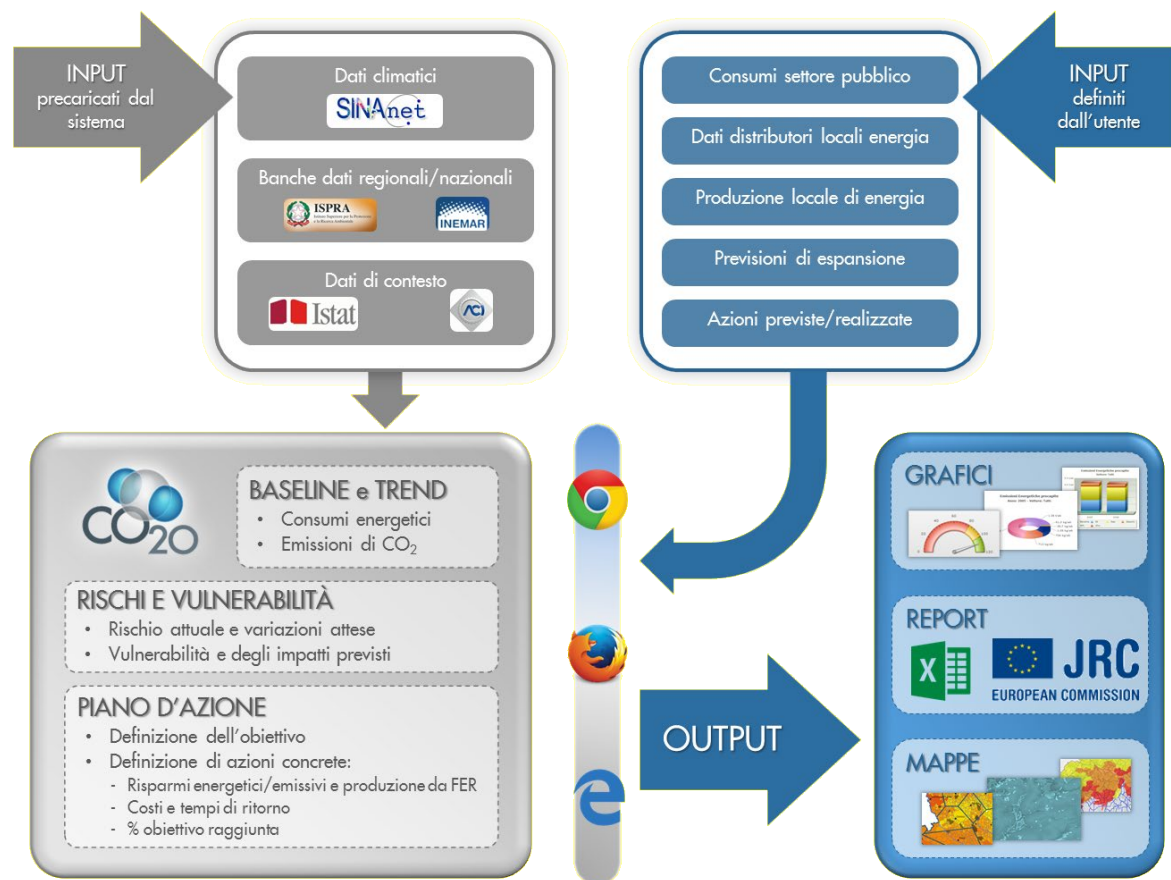 INPUT
precaricati dal
sistema
Dati climatici
SINAnet
Banche dati regionali/nazionali
ISPRA
INEMAR
Dati di contesto
Istat
ACI
Consumi settore pubblico
Dati distributori locali energia
Produzione locale di energia
Previsioni di espansione
Azioni previste/realizzate
INPUT
definiti
dall'utente
CO20
BASELINE e TREND
• Consumi energetici
• Emissioni di CO₂
RISCHI E VULNERABILITÀ
• Rischio attuale e variazioni attese
• Vulnerabilità e degli impatti previsti
PIANO D'AZIONE
• Definizione dell'obiettivo
• Definizione di azioni concrete:
- Risparmi energetici/emissivi e produzione da FER
- Costi e tempi di ritorno
- % obiettivo raggiunta
OUTPUT
GRAFICI
REPORT
X
JRC
EUROPEAN COMMISSION
MAPPE